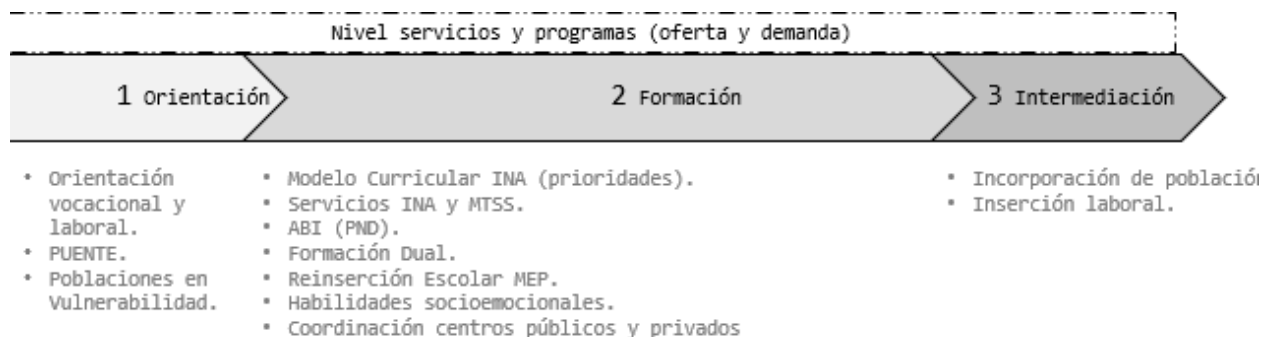 Nivel servicios y programas (oferta y demanda)
1 Orientación
2 Formación
3 Intermediación
• Orientación
vocacional y
laboral.
• PUENTE.
• Poblaciones en
Vulnerabilidad.
• Modelo Curricular INA (prioridades).
• Servicios INA y MTSS.
• ABI (PND).
• Formación Dual.
• Reinserción Escolar MEP.
• Habilidades socioemocionales.
• Coordinación centros públicos y privados
• Incorporación de població
• Inserción laboral.